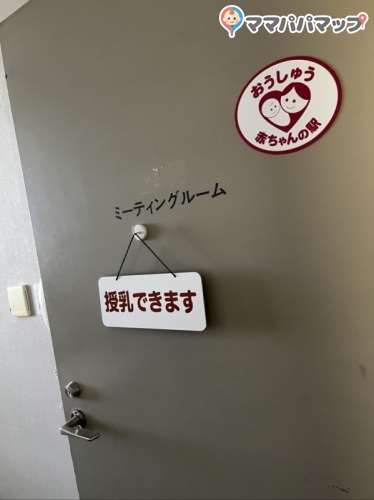 ママパパマップ
おうしゅう
赤ちゃんの駅
ミーティングルーム
授乳できます